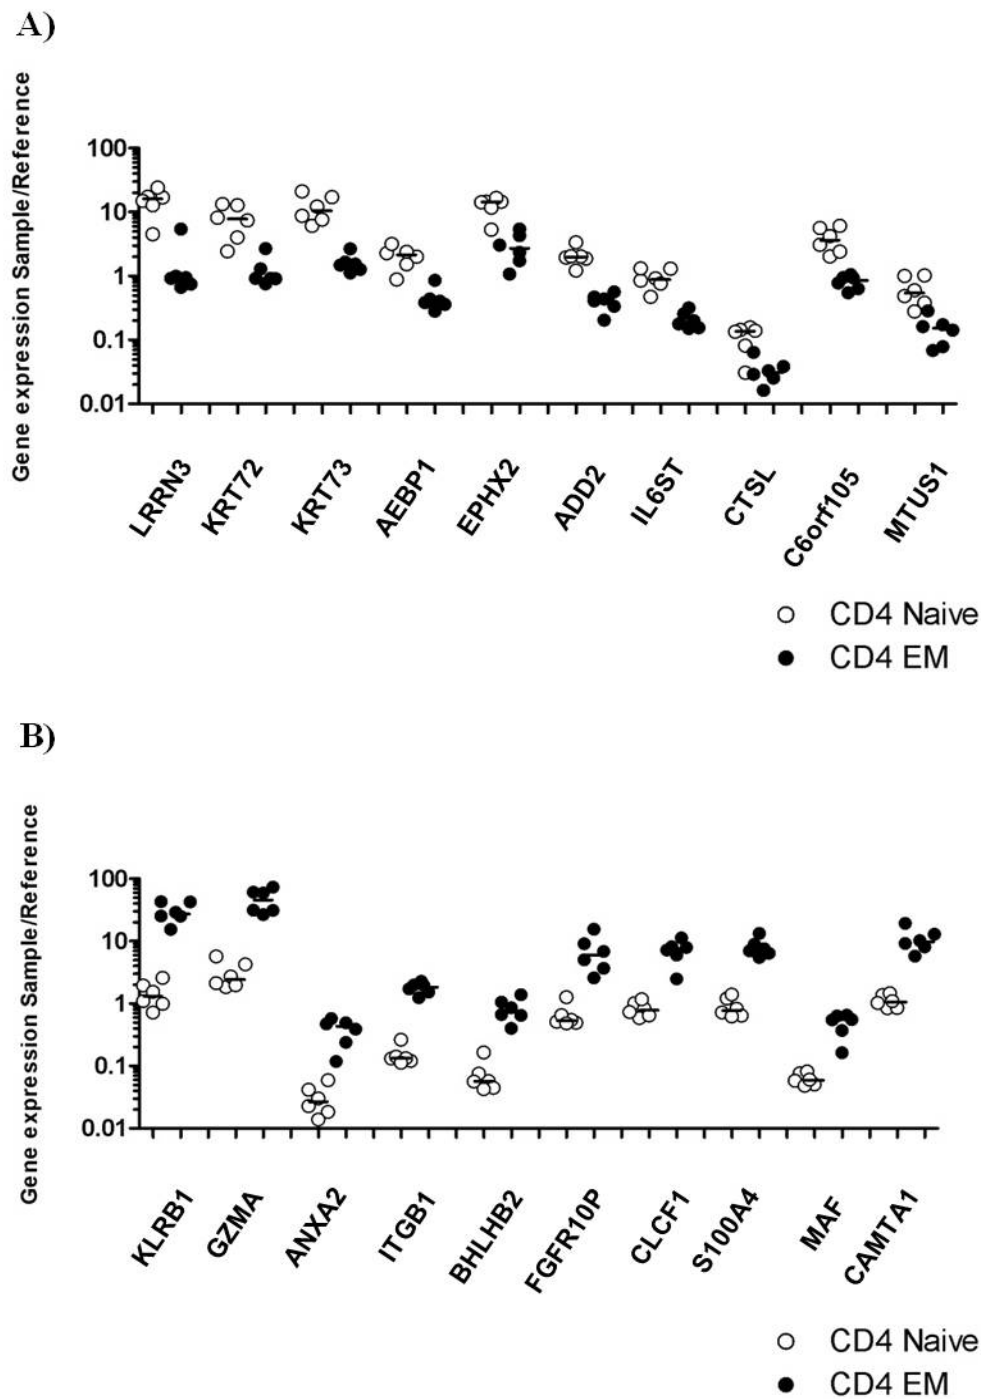 A)
Gene expression Sample/Reference
100
10
1
0.1
0.01
LRRN3
KRT72
KRT73
AEBP1
EPHX2
ADD2
IL6ST
CTSL
C6orf105
MTUS1
CD4 Naive
CD4 EM
B)
Gene expression Sample/Reference
100
10
1
0.1
0.01
KLRB1
GZMA
ANXA2
ITGB1
BHLHB2
FGFR10P
CLCF1
S100A4
MAF
CAMTA1
CD4 Naive
CD4 EM